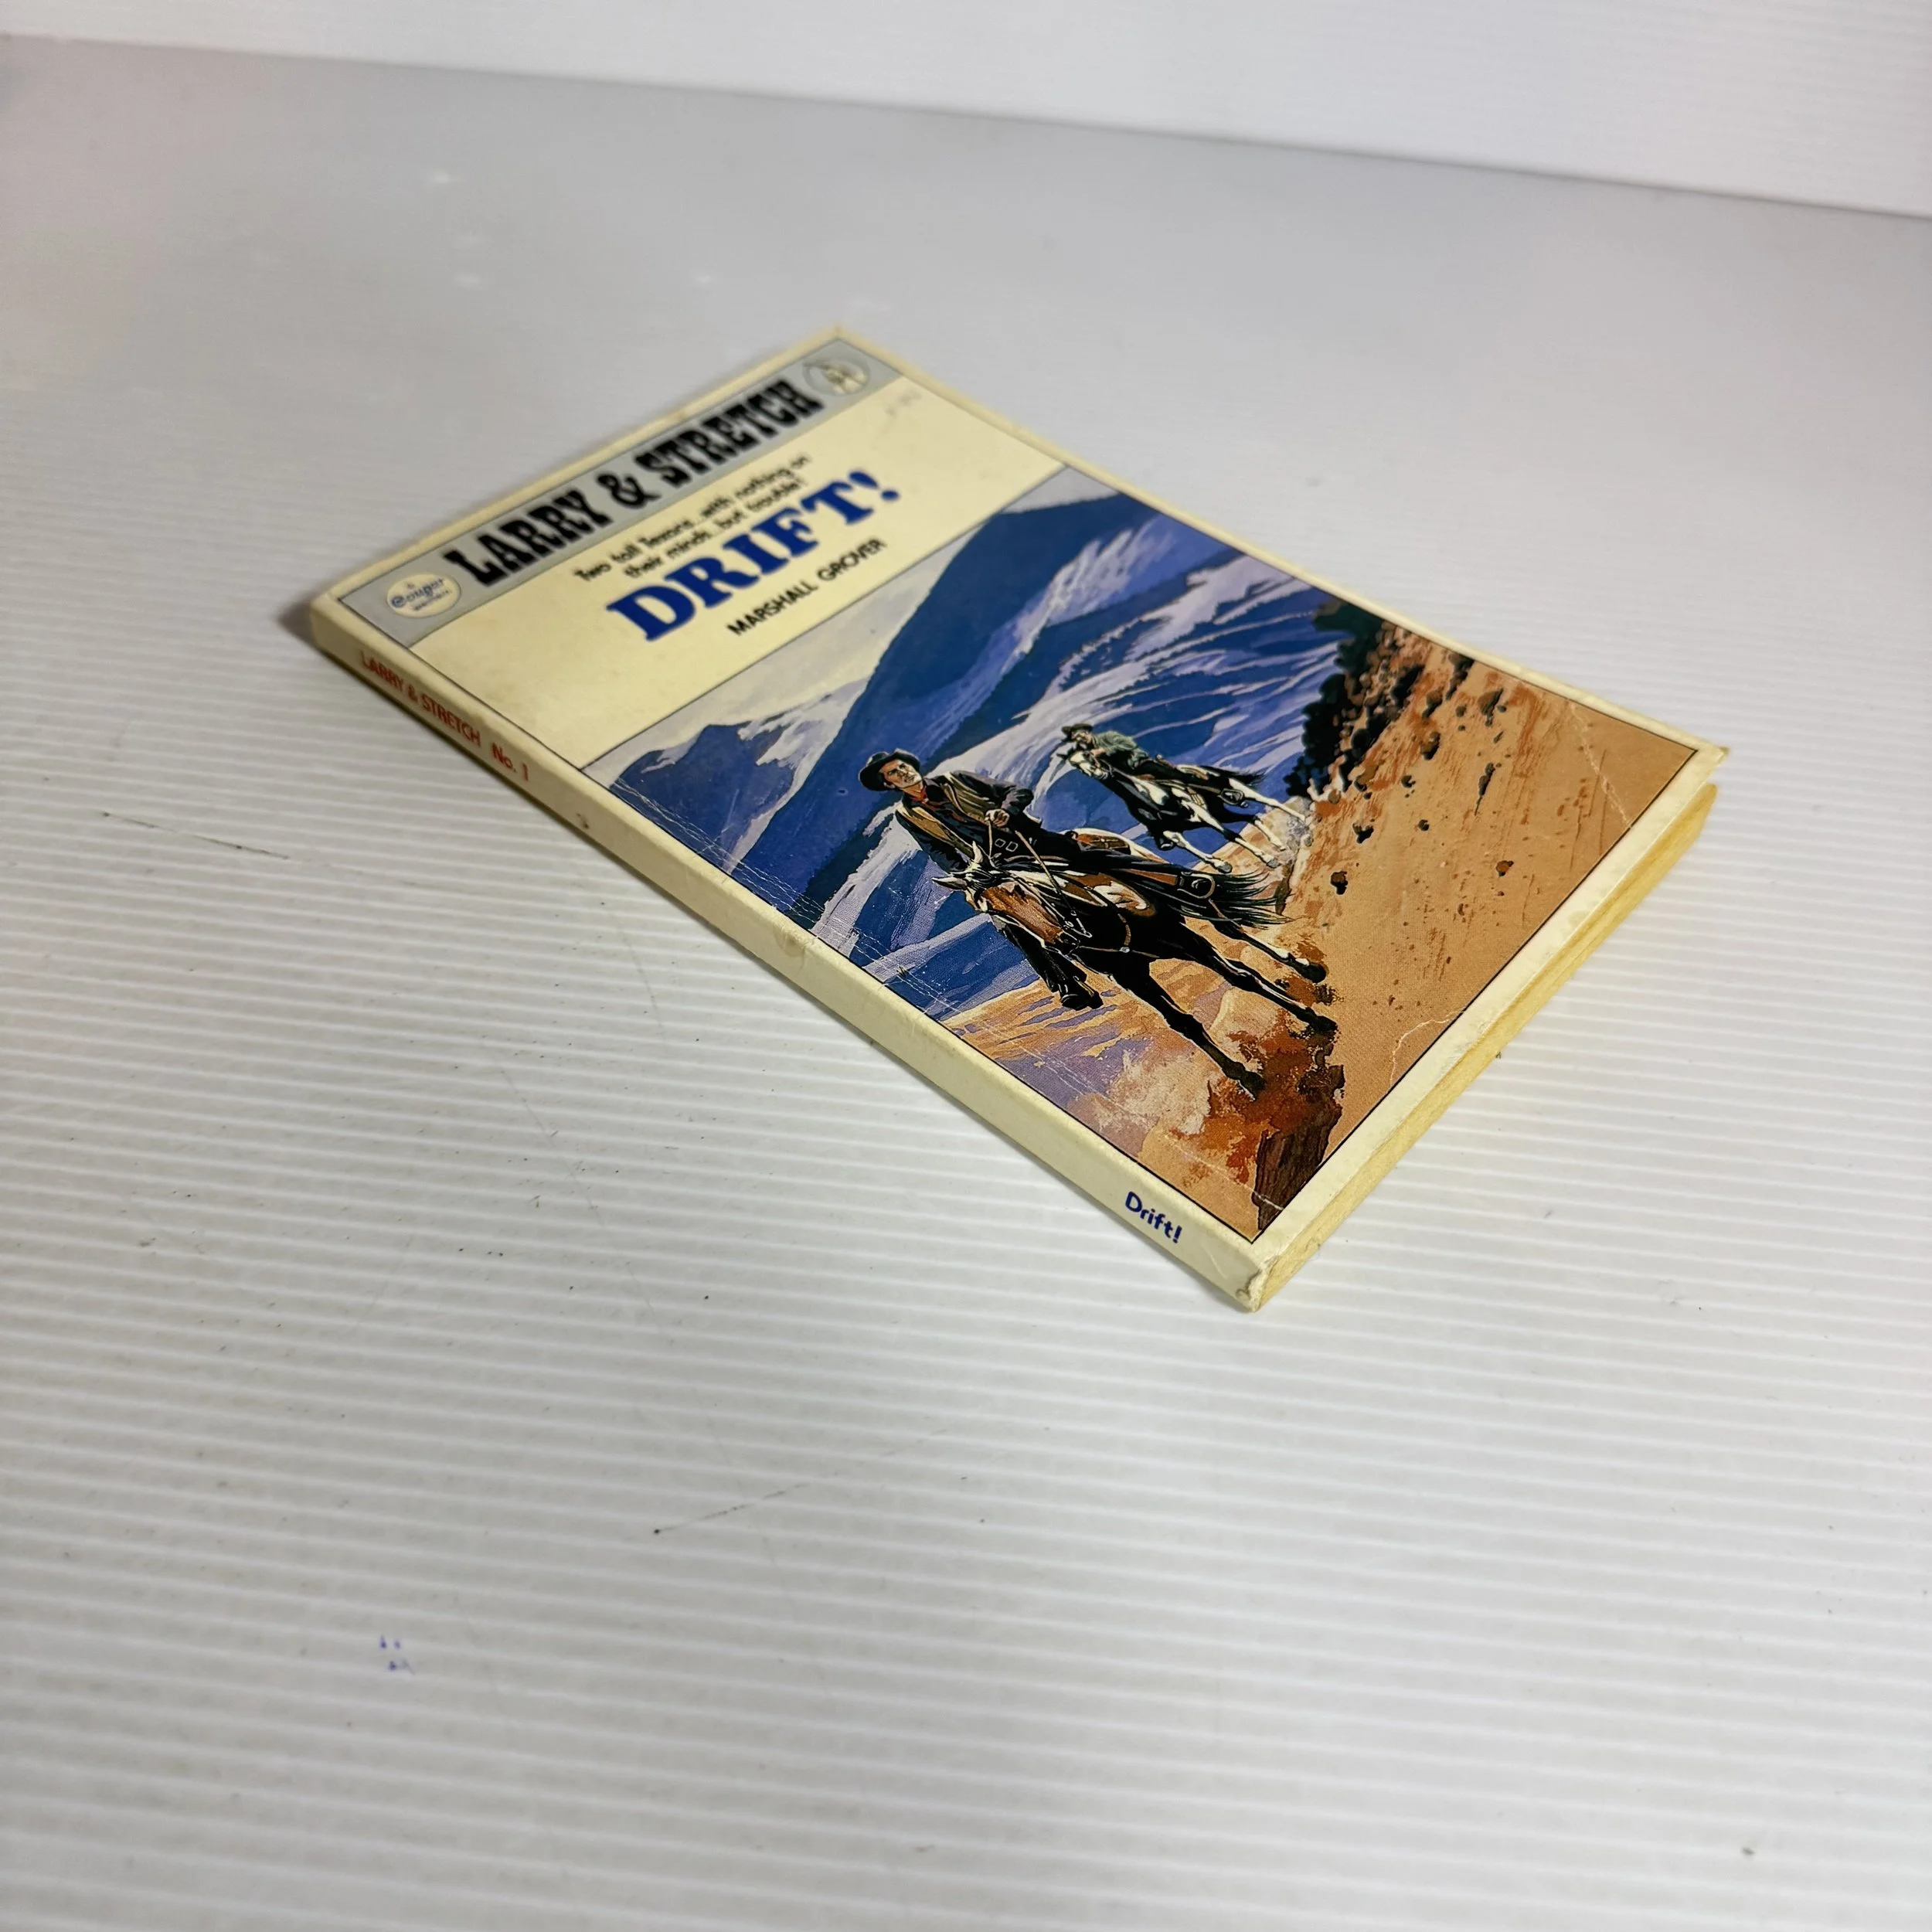 LARRY & STRETCH
Two tall Texans...with nothing on
their minds...but trouble!
DRIFT!
MARSHALL GROVER
Cougar
LARRY & STRETCH No. 1
Drift!